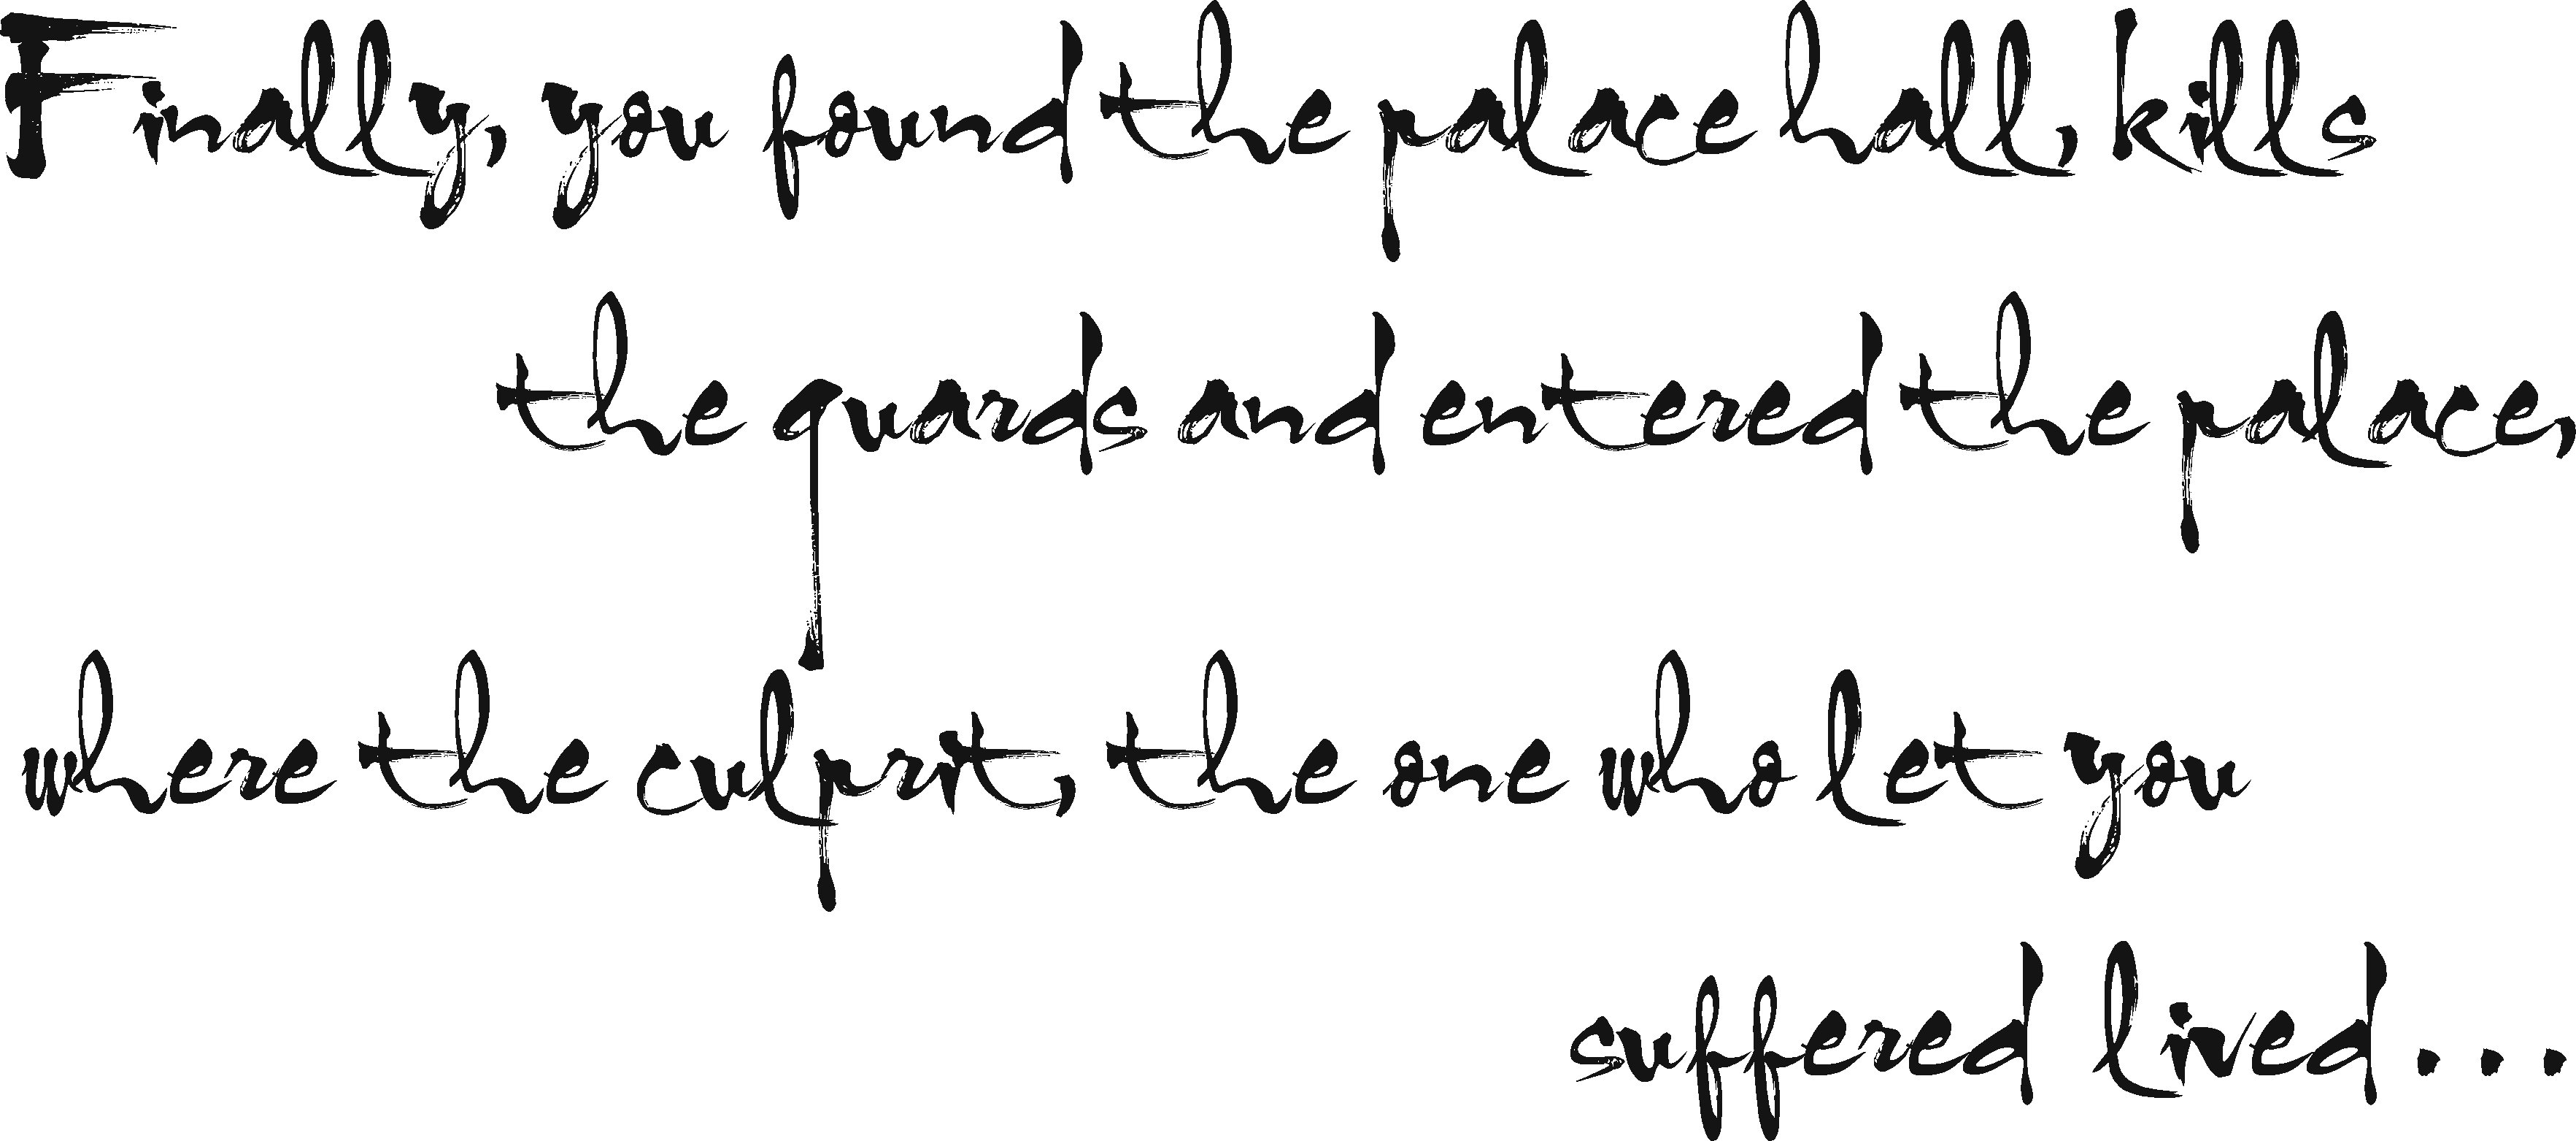 Finally, you found the palace hall, kills
the guards and entered the palace,
where the culprit, the one who let you
suffered lived...